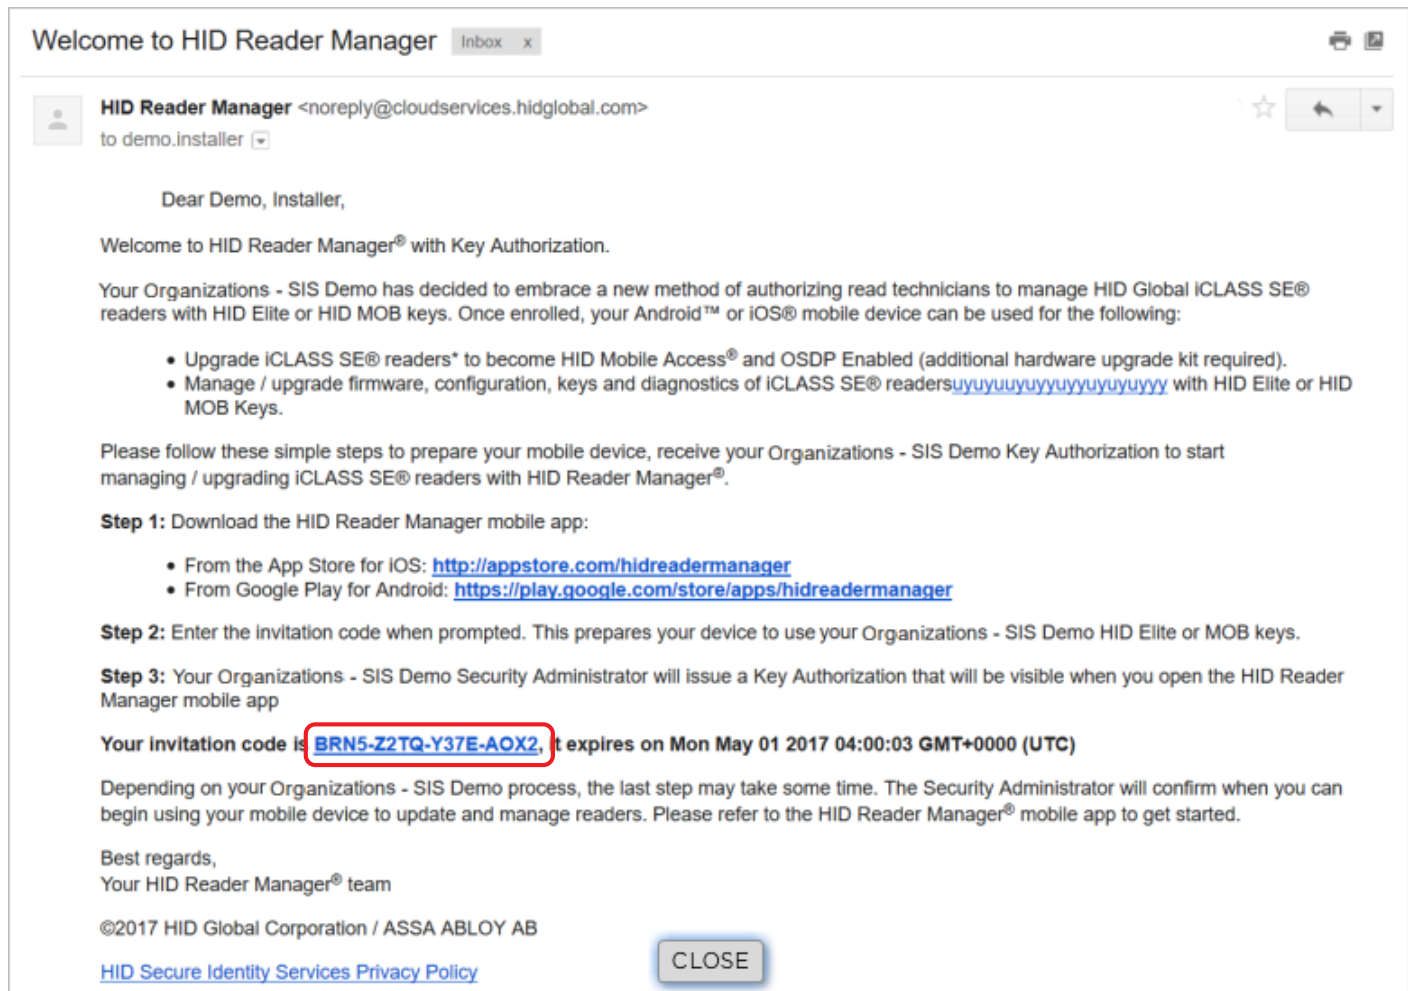 Welcome to HID Reader Manager Inbox x
HID Reader Manager <noreply@cloudservices.hidglobal.com>
to demo.installer
Dear Demo, Installer,
Welcome to HID Reader Manager® with Key Authorization.
Your Organizations - SIS Demo has decided to embrace a new method of authorizing read technicians to manage HID Global iCLASS SE®
readers with HID Elite or HID MOB keys. Once enrolled, your Android™ or iOS® mobile device can be used for the following:
• Upgrade iCLASS SE® readers* to become HID Mobile Access® and OSDP Enabled (additional hardware upgrade kit required).
• Manage / upgrade firmware, configuration, keys and diagnostics of iCLASS SE® readersuyuyuuyuyyuyyuyuyuyyy with HID Elite or HID
MOB Keys.
Please follow these simple steps to prepare your mobile device, receive your Organizations - SIS Demo Key Authorization to start
managing / upgrading iCLASS SE® readers with HID Reader Manager®.
Step 1: Download the HID Reader Manager mobile app:
• From the App Store for iOS: http://appstore.com/hidreadermanager
• From Google Play for Android: https://play.google.com/store/apps/hidreadermanager
Step 2: Enter the invitation code when prompted. This prepares your device to use your Organizations - SIS Demo HID Elite or MOB keys.
Step 3: Your Organizations - SIS Demo Security Administrator will issue a Key Authorization that will be visible when you open the HID Reader
Manager mobile app
Your invitation code is BRN5-Z2TQ-Y37E-AOX2, it expires on Mon May 01 2017 04:00:03 GMT+0000 (UTC)
Depending on your Organizations - SIS Demo process, the last step may take some time. The Security Administrator will confirm when you can
begin using your mobile device to update and manage readers. Please refer to the HID Reader Manager® mobile app to get started.
Best regards,
Your HID Reader Manager® team
©2017 HID Global Corporation / ASSA ABLOY AB
CLOSE
HID Secure Identity Services Privacy Policy